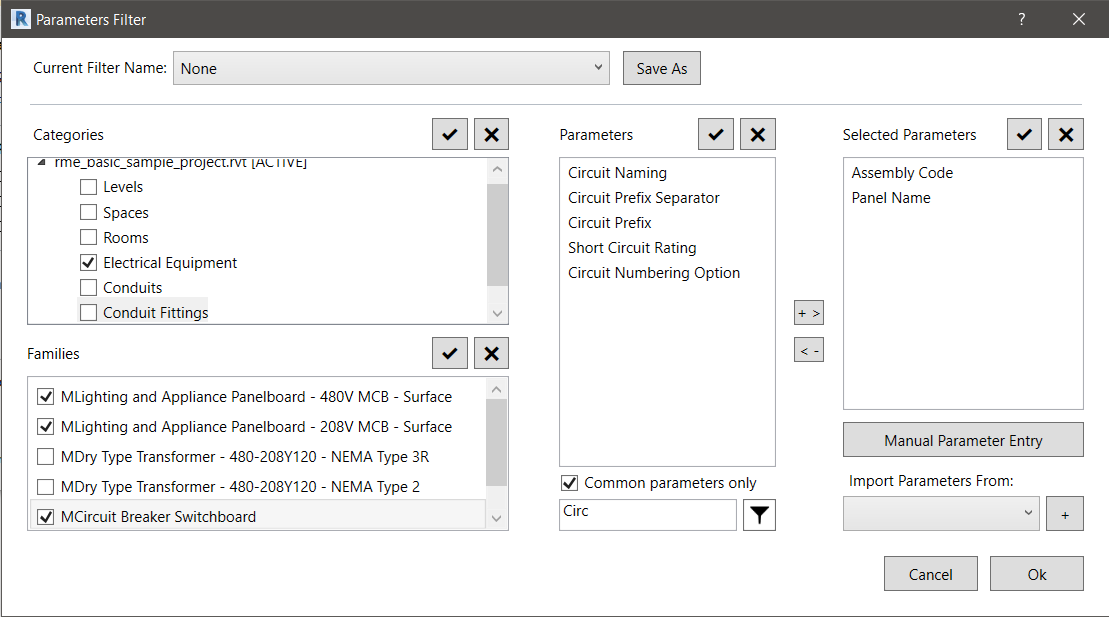 R Parameters Filter ?
Current Filter Name: None Save As
Categories
rme_basic_sample_project.rvt [ACTIVE]
Levels
Spaces
Rooms
Electrical Equipment
Conduits
Conduit Fittings
Families
MLighting and Appliance Panelboard - 480V MCB - Surface
MLighting and Appliance Panelboard - 208V MCB - Surface
MDry Type Transformer - 480-208Y120 - NEMA Type 3R
MDry Type Transformer - 480-208Y120 - NEMA Type 2
MCircuit Breaker Switchboard
Parameters
Circuit Naming
Circuit Prefix Separator
Circuit Prefix
Short Circuit Rating
Circuit Numbering Option
Common parameters only
Circ
+ >
< -
Selected Parameters
Assembly Code
Panel Name
Manual Parameter Entry
Import Parameters From:
+
Cancel Ok